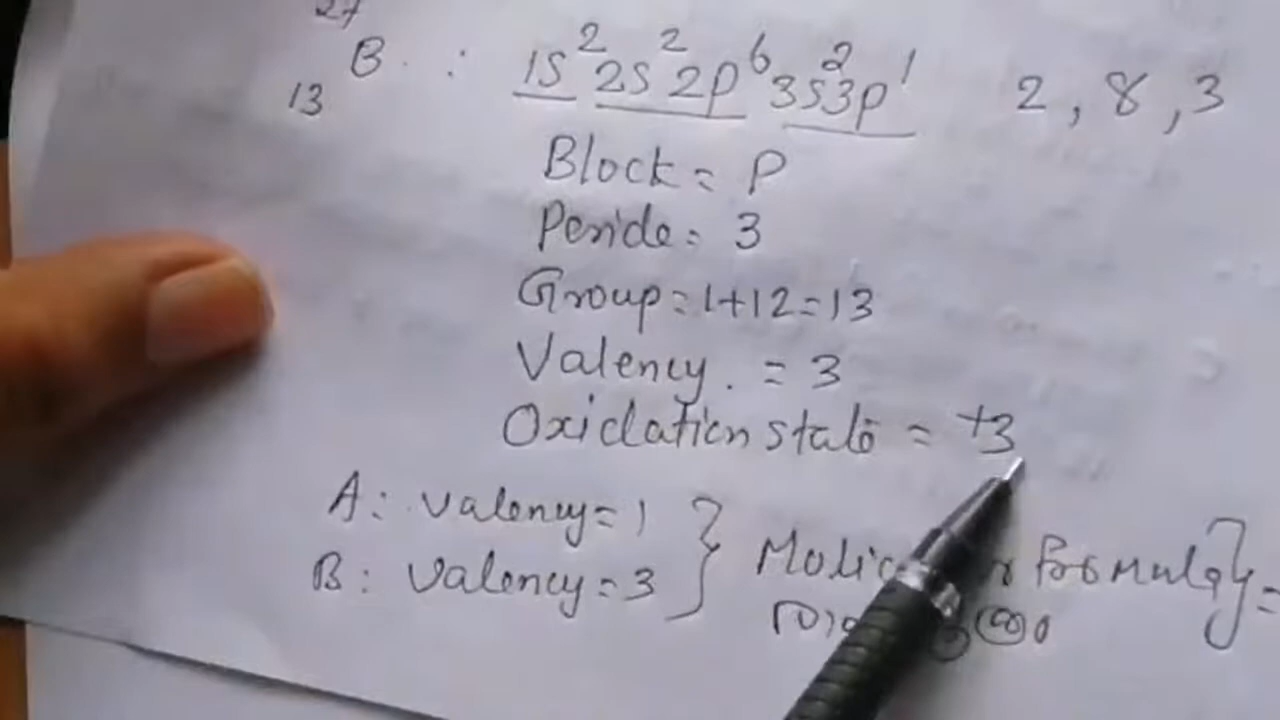 27
B : 1s² 2s² 2p⁶ 3s² 3p¹ 2, 8, 3
13
Block = P
Peride = 3
Group = 1+12 = 13
Valency . = 3
Oxidation state = +3
A: valency = 1 }
B: valency = 3 }
formula } =